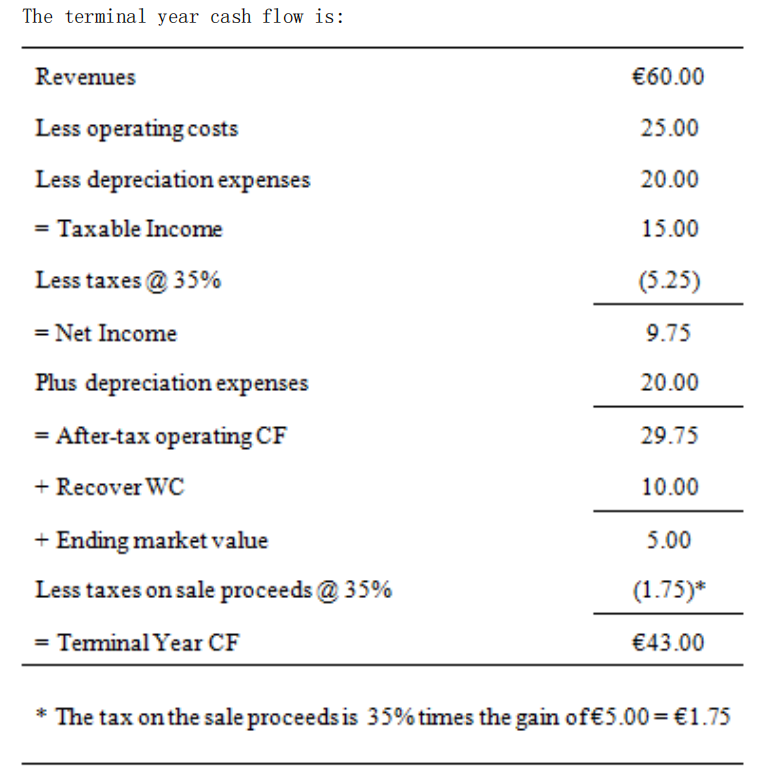 The terminal year cash flow is:
Revenues €60.00
Less operating costs 25.00
Less depreciation expenses 20.00
= Taxable Income 15.00
Less taxes @ 35% (5.25)
= Net Income 9.75
Plus depreciation expenses 20.00
= After-tax operating CF 29.75
+ Recover WC 10.00
+ Ending market value 5.00
Less taxes on sale proceeds @ 35% (1.75)*
= Terminal Year CF €43.00
* The tax on the sale proceeds is 35% times the gain of €5.00 = €1.75